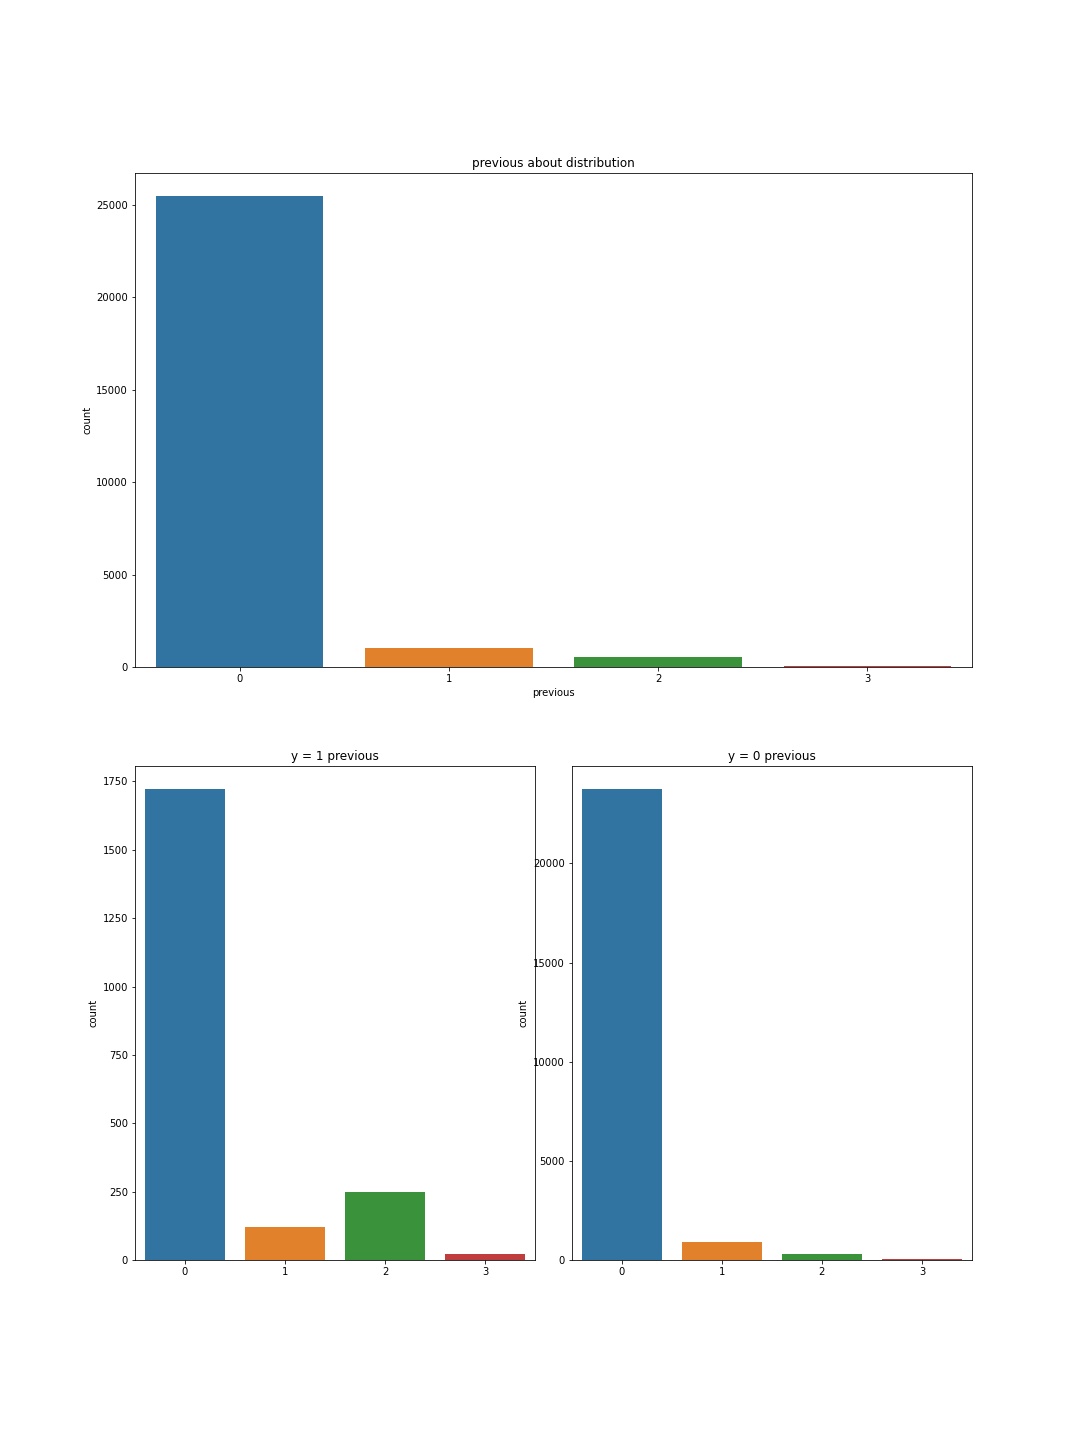 previous about distribution
25000
20000
15000
10000
5000
0
count
0 1 2 3
previous
y = 1 previous
1750
1500
1250
1000
750
500
250
0
count
0 1 2 3
y = 0 previous
20000
15000
10000
5000
0
count
0 1 2 3